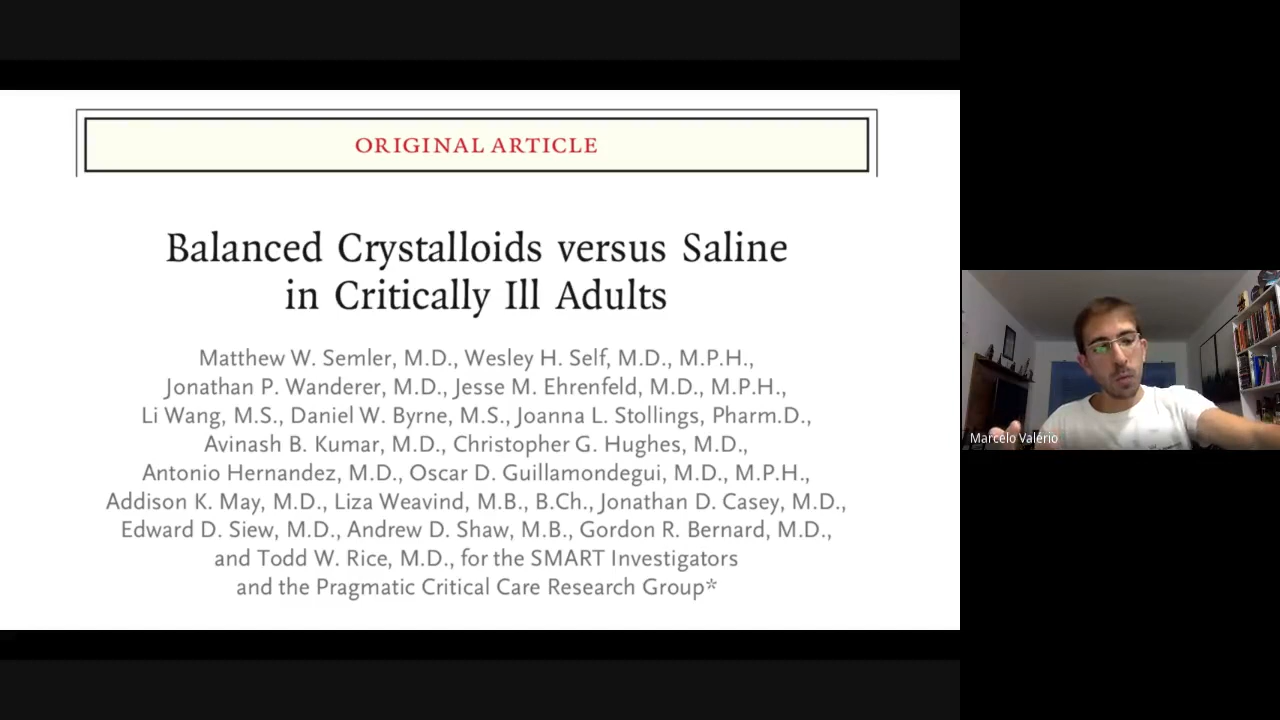 ORIGINAL ARTICLE
Balanced Crystalloids versus Saline
in Critically Ill Adults
Matthew W. Semler, M.D., Wesley H. Self, M.D., M.P.H.,
Jonathan P. Wanderer, M.D., Jesse M. Ehrenfeld, M.D., M.P.H.,
Li Wang, M.S., Daniel W. Byrne, M.S., Joanna L. Stollings, Pharm.D.,
Avinash B. Kumar, M.D., Christopher G. Hughes, M.D.,
Antonio Hernandez, M.D., Oscar D. Guillamondegui, M.D., M.P.H.,
Addison K. May, M.D., Liza Weavind, M.B., B.Ch., Jonathan D. Casey, M.D.,
Edward D. Siew, M.D., Andrew D. Shaw, M.B., Gordon R. Bernard, M.D.,
and Todd W. Rice, M.D., for the SMART Investigators
and the Pragmatic Critical Care Research Group*
Marcelo Valério